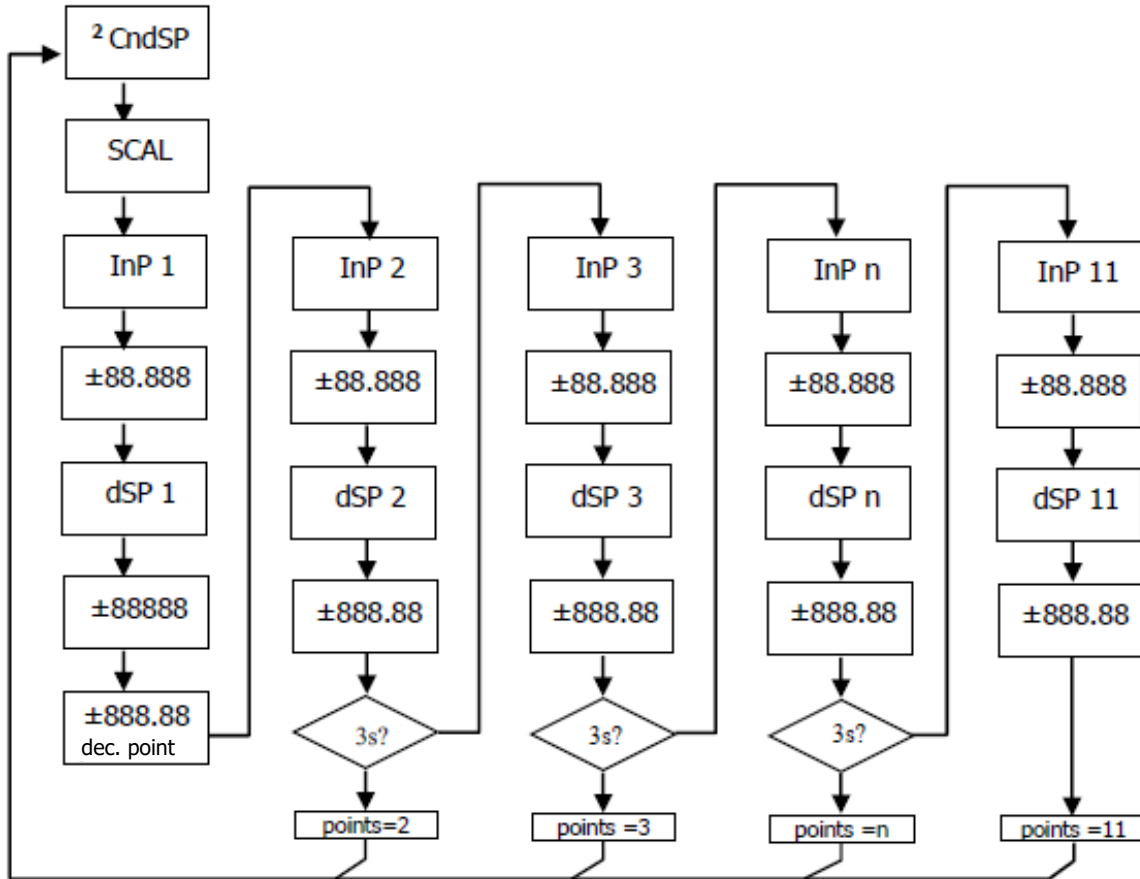 ² CndSP
SCAL
InP 1
±88.888
dSP 1
±88888
±888.88
dec. point
InP 2
±88.888
dSP 2
±888.88
3s?
points=2
InP 3
±88.888
dSP 3
±888.88
3s?
points =3
InP n
±88.888
dSP n
±888.88
3s?
points =n
InP 11
±88.888
dSP 11
±888.88
points =11